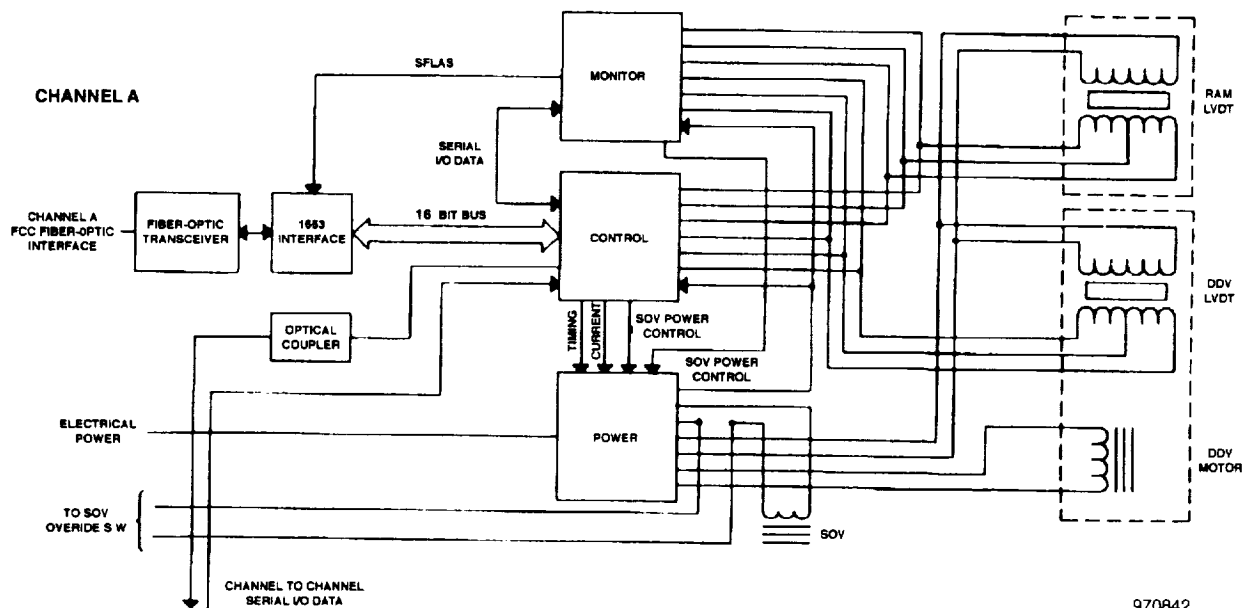 CHANNEL A
SFLAS
MONITOR
RAM
LVDT
SERIAL
I/O DATA
CHANNEL A
FCC FIBER-OPTIC
INTERFACE
FIBER-OPTIC
TRANSCEIVER
1553
INTERFACE
16 BIT BUS
CONTROL
DDV
LVDT
OPTICAL
COUPLER
TIMING
CURRENT
SOV POWER
CONTROL
SOV POWER
CONTROL
ELECTRICAL
POWER
POWER
DDV
MOTOR
TO SOV
OVERIDE S W
SOV
CHANNEL TO CHANNEL
SERIAL I/O DATA
970842